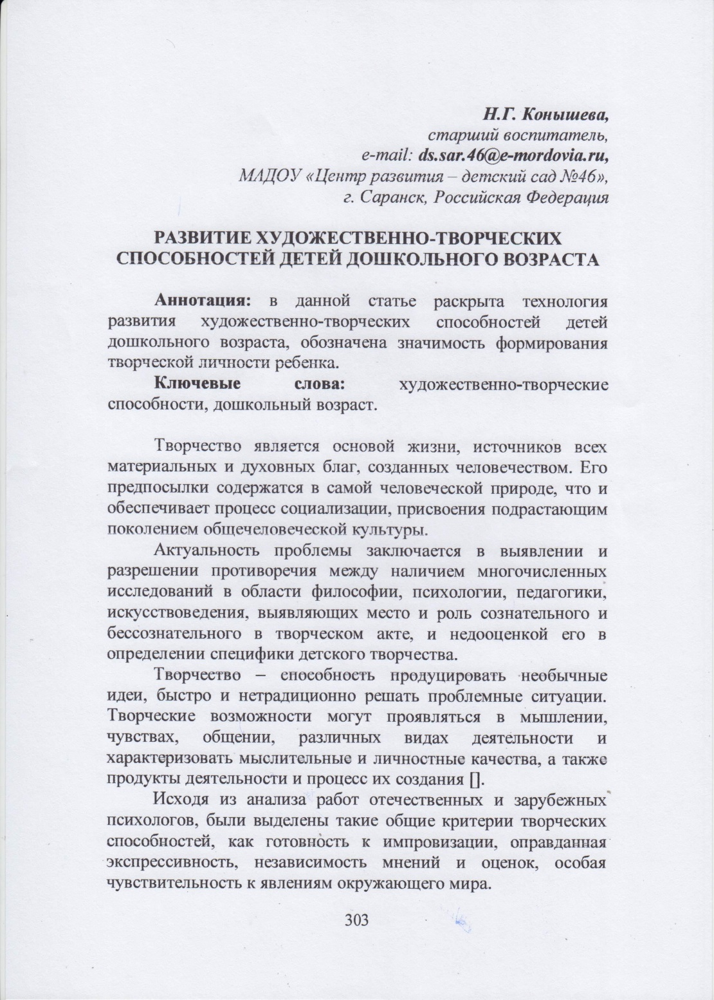 Н.Г. Конышева,
старший воспитатель,
e-mail: ds.sar.46@e-mordovia.ru,
МАДОУ «Центр развития – детский сад №46»,
г. Саранск, Российская Федерация
РАЗВИТИЕ ХУДОЖЕСТВЕННО-ТВОРЧЕСКИХ
СПОСОБНОСТЕЙ ДЕТЕЙ ДОШКОЛЬНОГО ВОЗРАСТА
Аннотация: в данной статье раскрыта технология
развития художественно-творческих способностей детей
дошкольного возраста, обозначена значимость формирования
творческой личности ребенка.
Ключевые слова: художественно-творческие
способности, дошкольный возраст.
Творчество является основой жизни, источников всех
материальных и духовных благ, созданных человечеством. Его
предпосылки содержатся в самой человеческой природе, что и
обеспечивает процесс социализации, присвоения подрастающим
поколением общечеловеческой культуры.
Актуальность проблемы заключается в выявлении и
разрешении противоречия между наличием многочисленных
исследований в области философии, психологии, педагогики,
искусствоведения, выявляющих место и роль сознательного и
бессознательного в творческом акте, и недооценкой его в
определении специфики детского творчества.
Творчество – способность продуцировать необычные
идеи, быстро и нетрадиционно решать проблемные ситуации.
Творческие возможности могут проявляться в мышлении,
чувствах, общении, различных видах деятельности и
характеризовать мыслительные и личностные качества, а также
продукты деятельности и процесс их создания [].
Исходя из анализа работ отечественных и зарубежных
психологов, были выделены такие общие критерии творческих
способностей, как готовность к импровизации, оправданная
экспрессивность, независимость мнений и оценок, особая
чувствительность к явлениям окружающего мира.
303